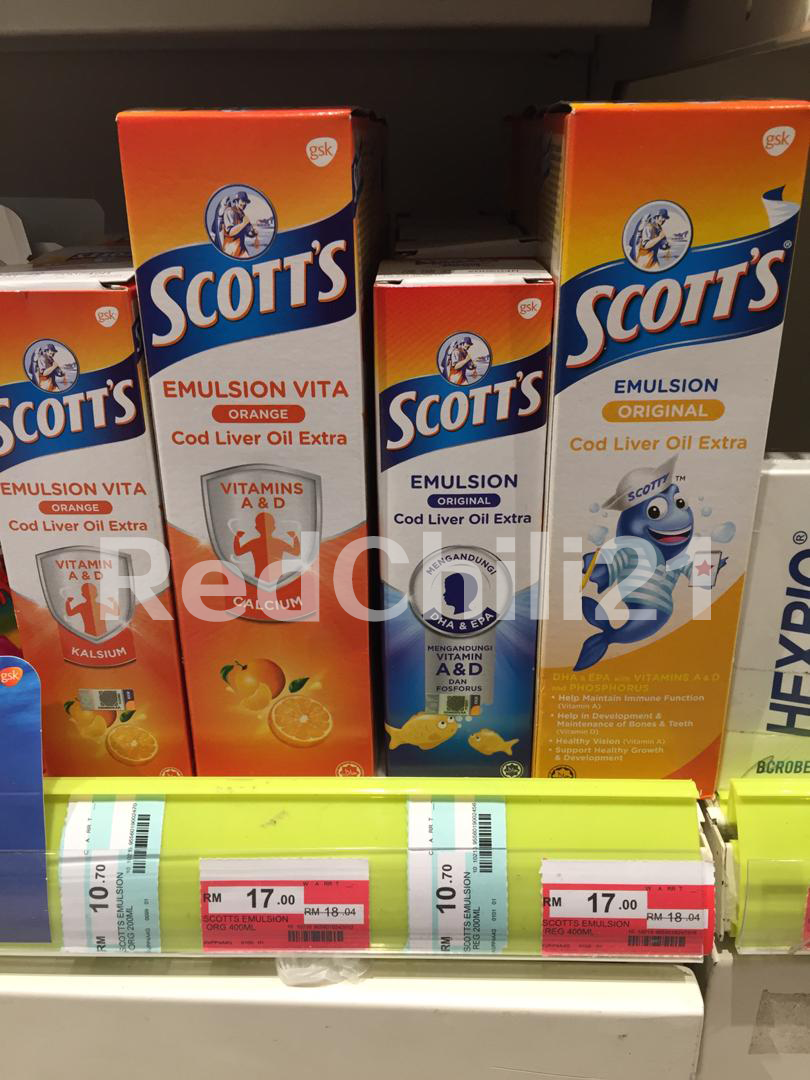 gsk
SCOTT'S
EMULSION VITA
ORANGE
Cod Liver Oil Extra
VITAMIN
A & D
KALSIUM
gsk
SCOTT'S
EMULSION VITA
ORANGE
Cod Liver Oil Extra
VITAMINS
A & D
CALCIUM
gsk
SCOTT'S
EMULSION
ORIGINAL
Cod Liver Oil Extra
MENGANDUNGI
DHA & EPA
MENGANDUNGI
VITAMIN
A&D
DAN
FOSFORUS
gsk
SCOTT'S®
EMULSION
ORIGINAL
Cod Liver Oil Extra
SCOTTY
TM
DHA & EPA with VITAMINS A & D
and PHOSPHORUS
• Help Maintain Immune Function
(Vitamin A)
• Help in Development &
Maintenance of Bones & Teeth
(Vitamin D)
• Healthy Vision (Vitamin A)
• Support Healthy Growth
& Development
®
RedChili21
gsk
RM 10.70
SCOTTS EMULSION
ORG 200ML
RM 17.00
RM 18.04
SCOTTS EMULSION
ORG 400ML
RM 10.70
SCOTTS EMULSION
REG 200ML
RM 17.00
RM 18.04
SCOTTS EMULSION
REG 400ML